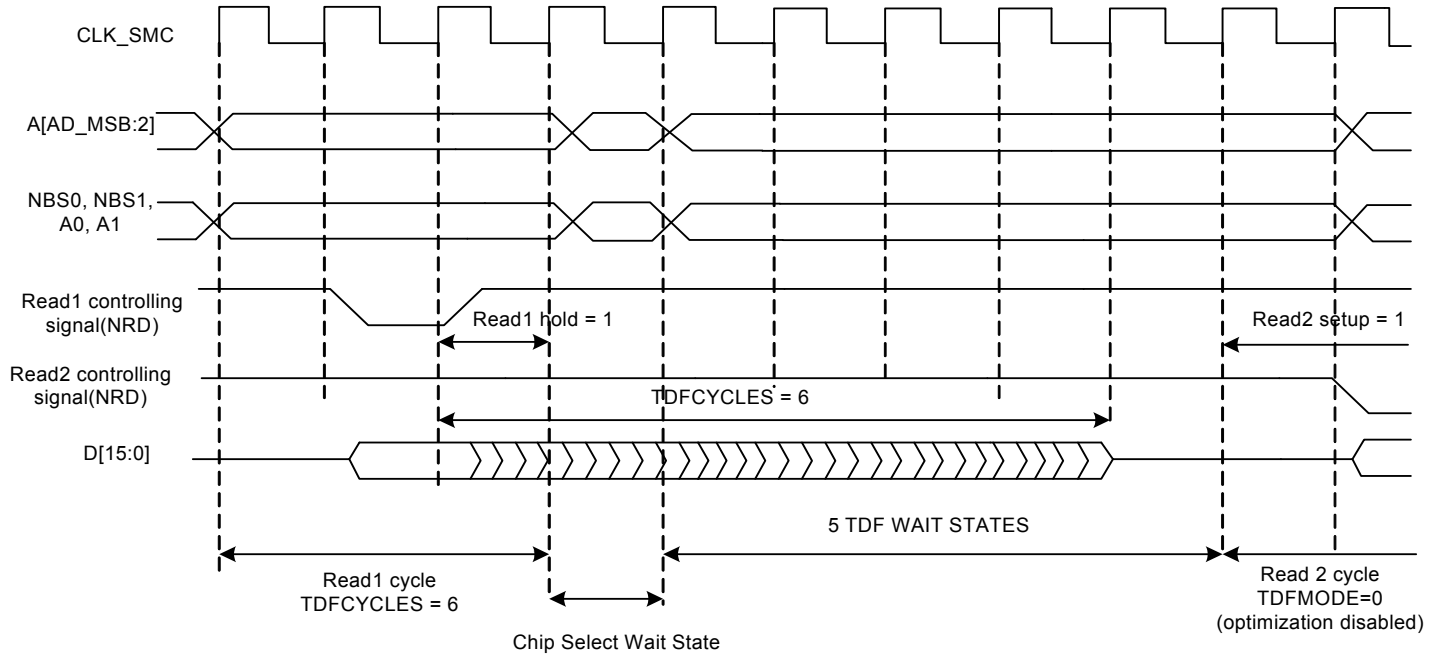 CLK_SMC
A[AD_MSB:2]
NBS0, NBS1,
A0, A1
Read1 controlling
signal(NRD)
Read1 hold = 1
Read2 setup = 1
Read2 controlling
signal(NRD)
TDFCYCLES = 6
D[15:0]
5 TDF WAIT STATES
Read1 cycle
TDFCYCLES = 6
Chip Select Wait State
Read 2 cycle
TDFMODE=0
(optimization disabled)